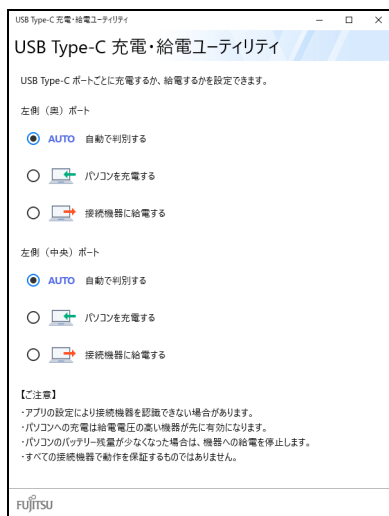 USB Type-C 充電・給電ユーティリティ
USB Type-C 充電・給電ユーティリティ
USB Type-C ポートごとに充電するか、給電するかを設定できます。
左側（奥）ポート
AUTO 自動で判別する
パソコンを充電する
接続機器に給電する
左側（中央）ポート
AUTO 自動で判別する
パソコンを充電する
接続機器に給電する
【ご注意】
・アプリの設定により接続機器を認識できない場合があります。
・パソコンへの充電は給電電圧の高い機器が先に有効になります。
・パソコンのバッテリー残量が少なくなった場合は、機器への給電を停止します。
・すべての接続機器で動作を保証するものではありません。
FUJITSU